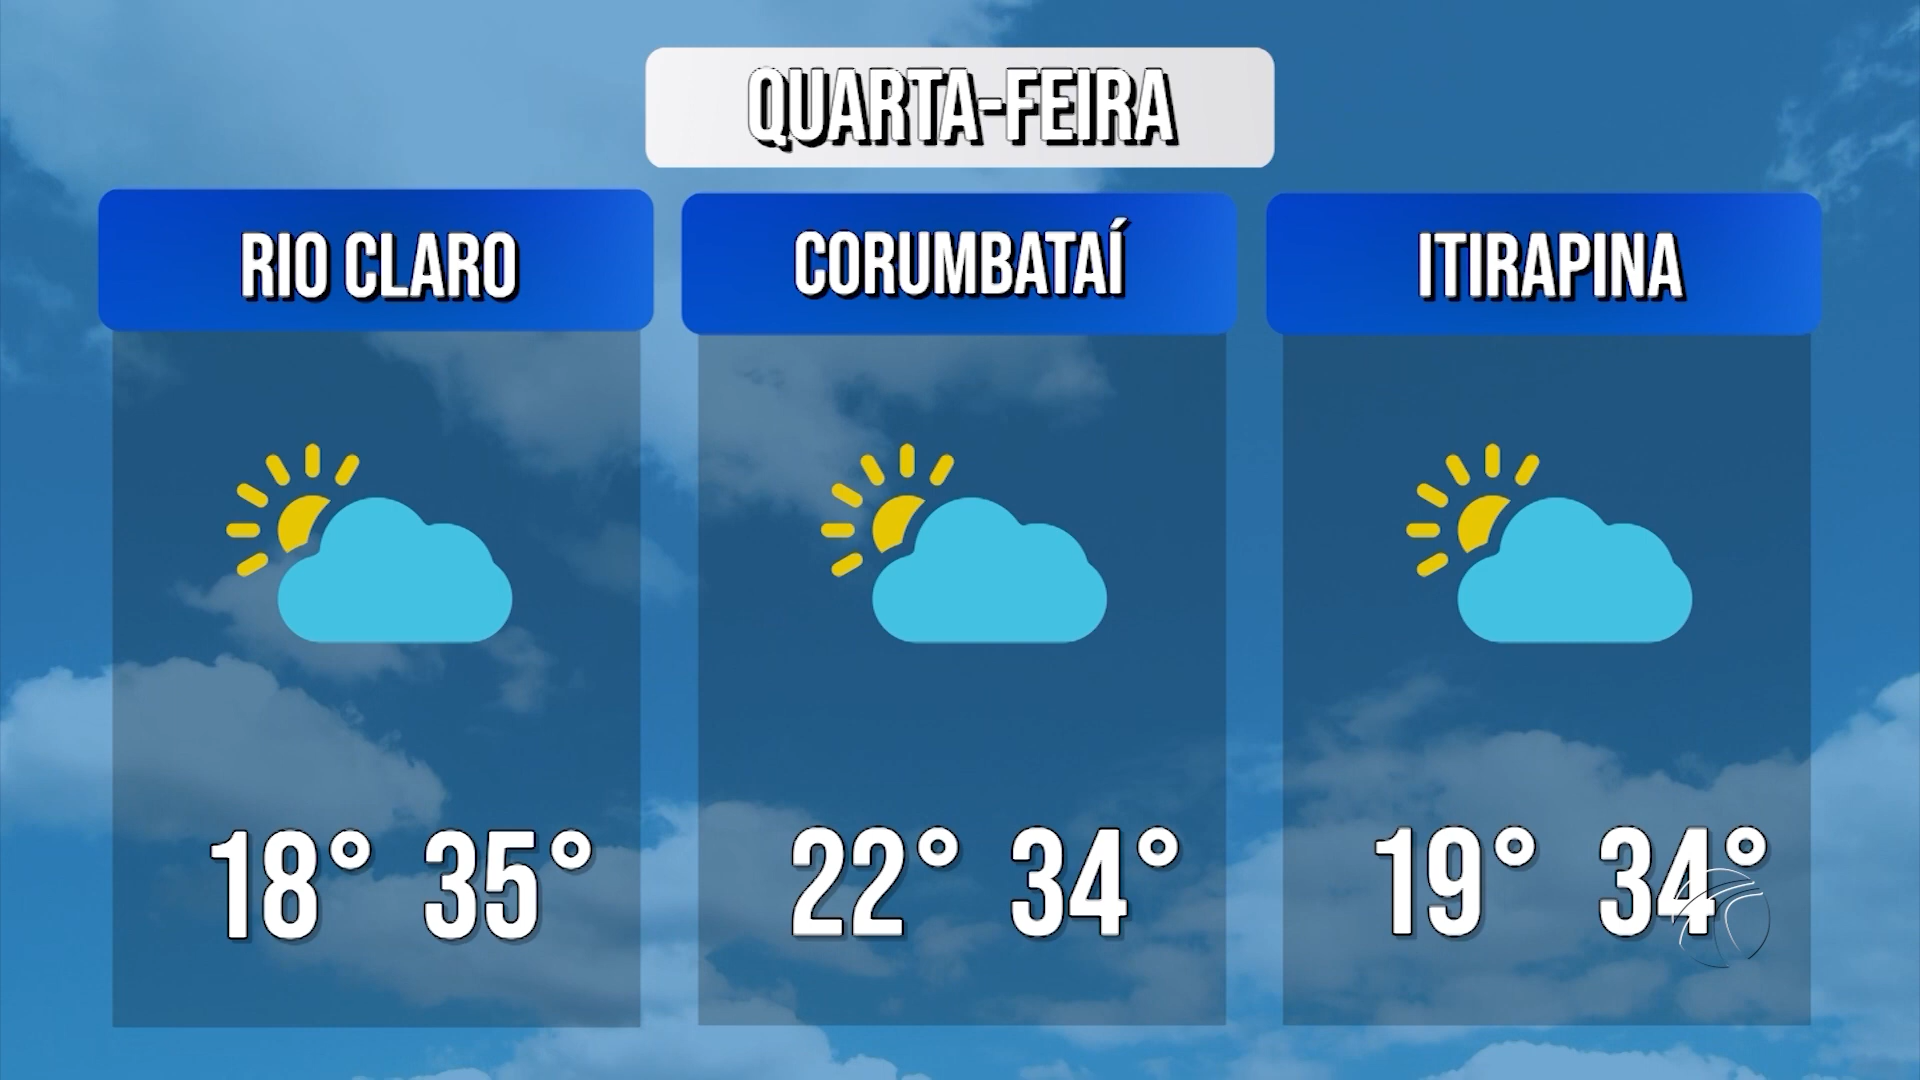 QUARTA-FEIRA
RIO CLARO
CORUMBATAÍ
ITIRAPINA
18° 35°
22° 34°
19° 34°